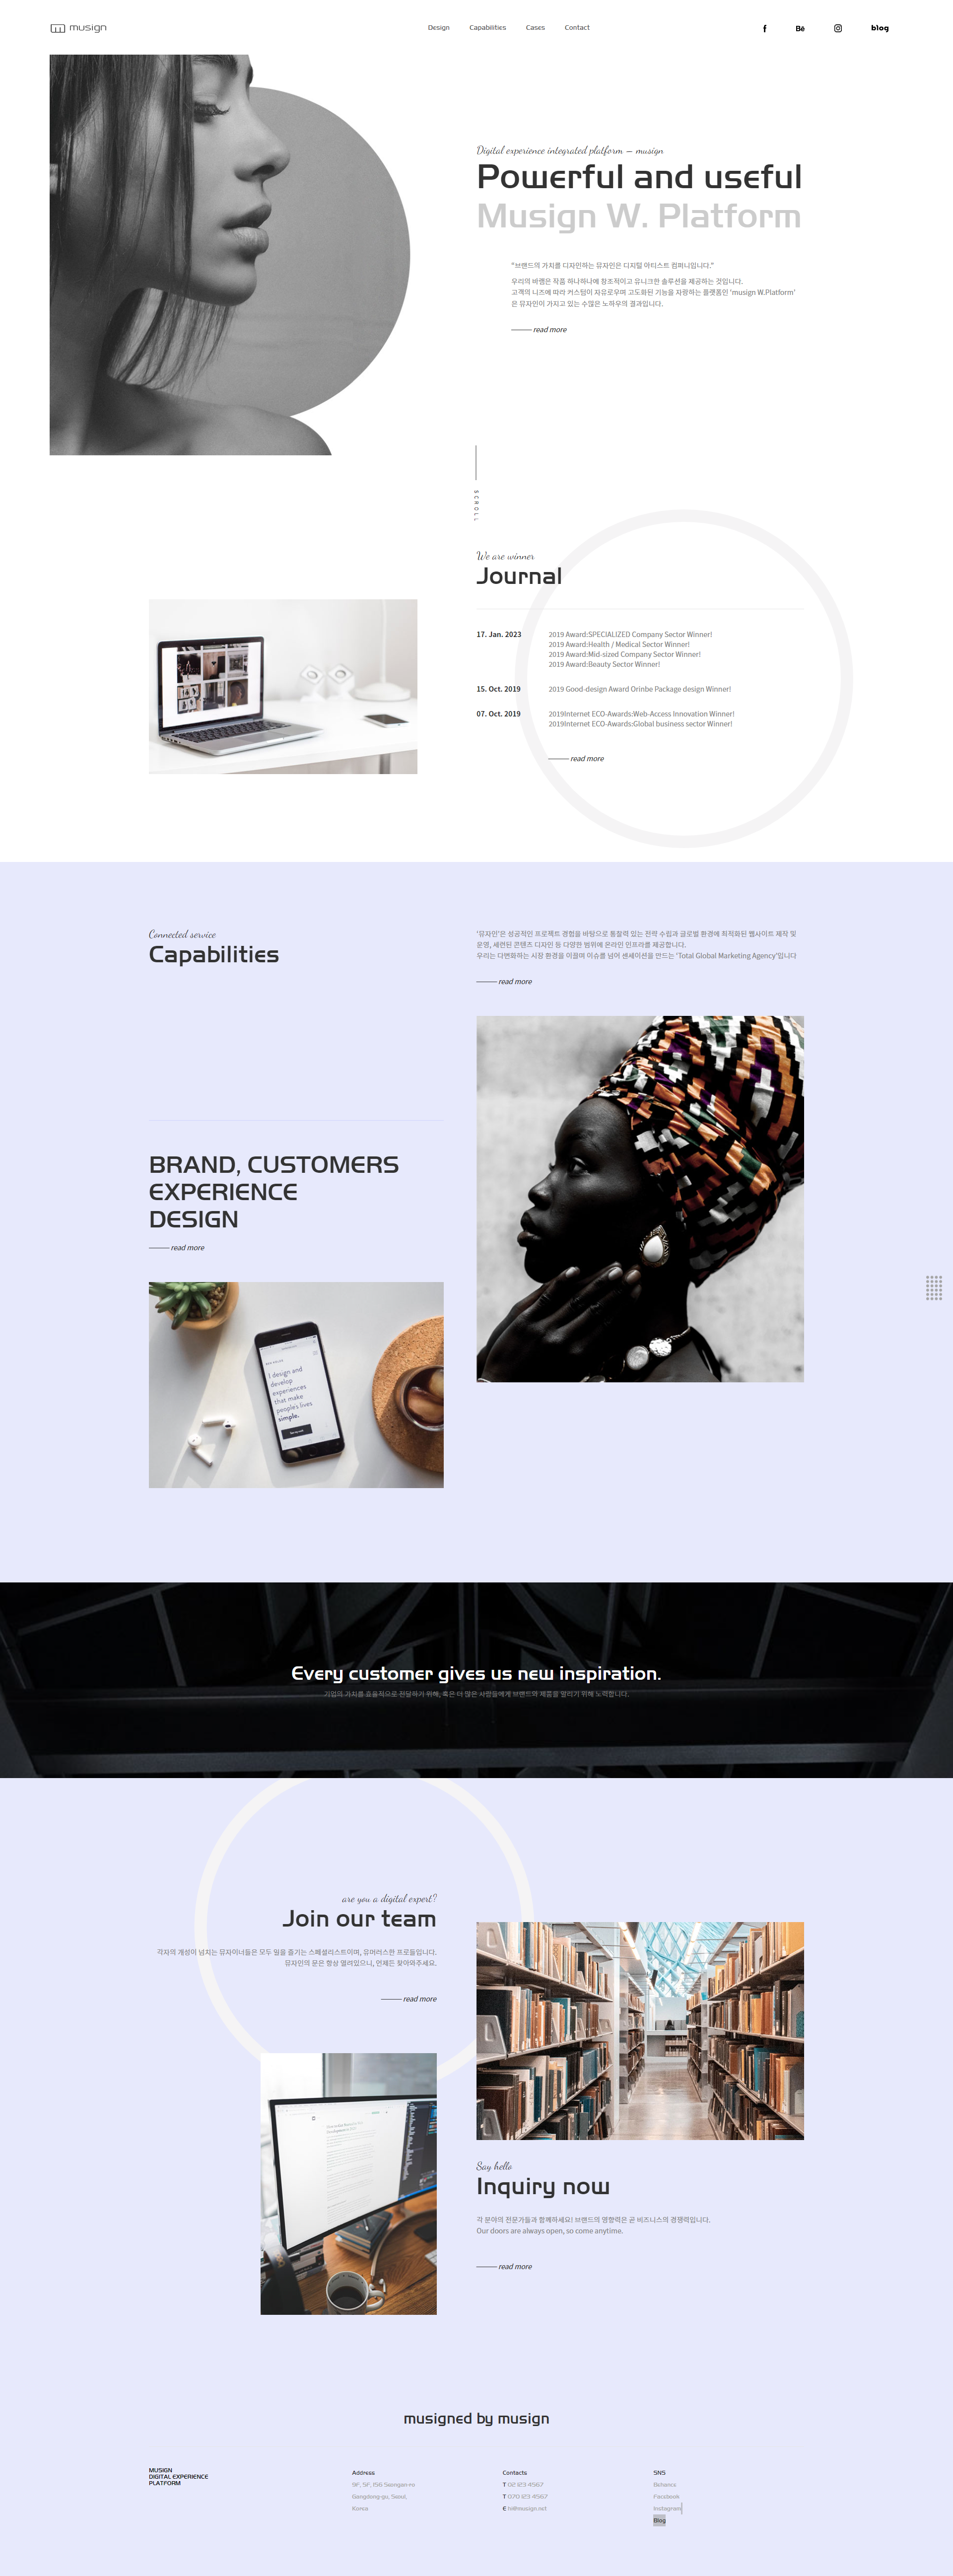 musign
Design
Capabilities
Cases
Contact
f
Bē
blog
Digital experience integrated platform – musign
Powerful and useful
Musign W. Platform
"브랜드의 가치를 디자인하는 뮤자인은 디지털 아티스트 컴퍼니입니다."
우리의 바램은 작품 하나하나에 창조적이고 유니크한 솔루션을 제공하는 것입니다.
고객의 니즈에 따라 커스텀이 자유로우며 고도화된 기능을 자랑하는 플랫폼인 'musign W.Platform'
은 뮤자인이 가지고 있는 수많은 노하우의 결과입니다.
read more
SCROLL
We are winner
Journal
17. Jan. 2023
2019 Award:SPECIALIZED Company Sector Winner!
2019 Award:Health / Medical Sector Winner!
2019 Award:Mid-sized Company Sector Winner!
2019 Award:Beauty Sector Winner!
15. Oct. 2019
2019 Good-design Award Orinbe Package design Winner!
07. Oct. 2019
2019Internet ECO-Awards:Web-Access Innovation Winner!
2019Internet ECO-Awards:Global business sector Winner!
read more
Connected service
Capabilities
'뮤자인'은 성공적인 프로젝트 경험을 바탕으로 통찰력 있는 전략 수립과 글로벌 환경에 최적화된 웹사이트 제작 및
운영, 세련된 콘텐츠 디자인 등 다양한 범위에 온라인 인프라를 제공합니다.
우리는 다변화하는 시장 환경을 이끌며 이슈를 넘어 센세이션을 만드는 'Total Global Marketing Agency'입니다
read more
BRAND, CUSTOMERS
EXPERIENCE
DESIGN
read more
I design and
develop
experiences
that make
people's lives
simple.
Every customer gives us new inspiration.
기업의 가치를 효율적으로 전달하기 위해, 혹은 더 많은 사람들에게 브랜드와 제품을 알리기 위해 노력합니다.
are you a digital expert?
Join our team
각자의 개성이 넘치는 뮤자이너들은 모두 일을 즐기는 스페셜리스트이며, 유머러스한 프로들입니다.
뮤자인의 문은 항상 열려있으니, 언제든 찾아와주세요.
read more
Say hello
Inquiry now
각 분야의 전문가들과 함께하세요! 브랜드의 영향력은 곧 비즈니스의 경쟁력입니다.
Our doors are always open, so come anytime.
read more
musigned by musign
MUSIGN
DIGITAL EXPERIENCE
PLATFORM
Address
9F, 5F, 156 Seongan-ro
Gangdong-gu, Seoul,
Korea
Contacts
T 02 123 4567
T 070 123 4567
E hi@musign.net
SNS
Behance
Facebook
Instagram
Blog